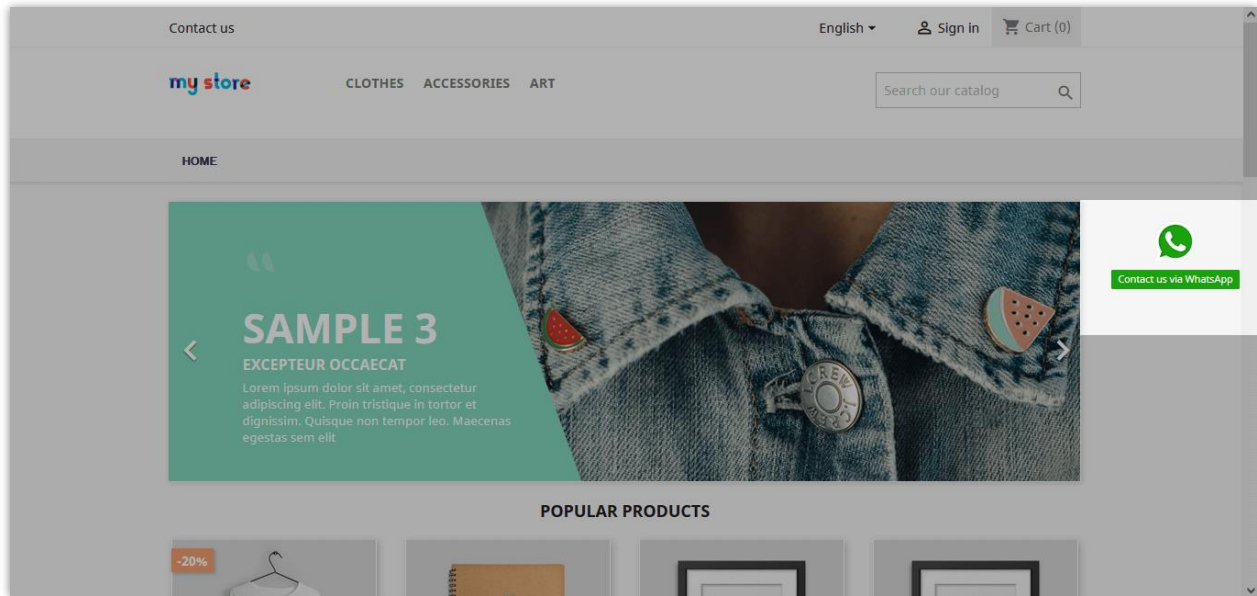 Contact us
English
Sign in
Cart (0)
my store
CLOTHES ACCESSORIES ART
Search our catalog
HOME
SAMPLE 3
EXCEPTEUR OCCAECAT
Lorem ipsum dolor sit amet, consectetur
adipiscing elit. Proin tristique in tortor et
dignissim. Quisque non tempor leo. Maecenas
egestas sem elit
J.CREW J.CREW
Contact us via WhatsApp
POPULAR PRODUCTS
-20%